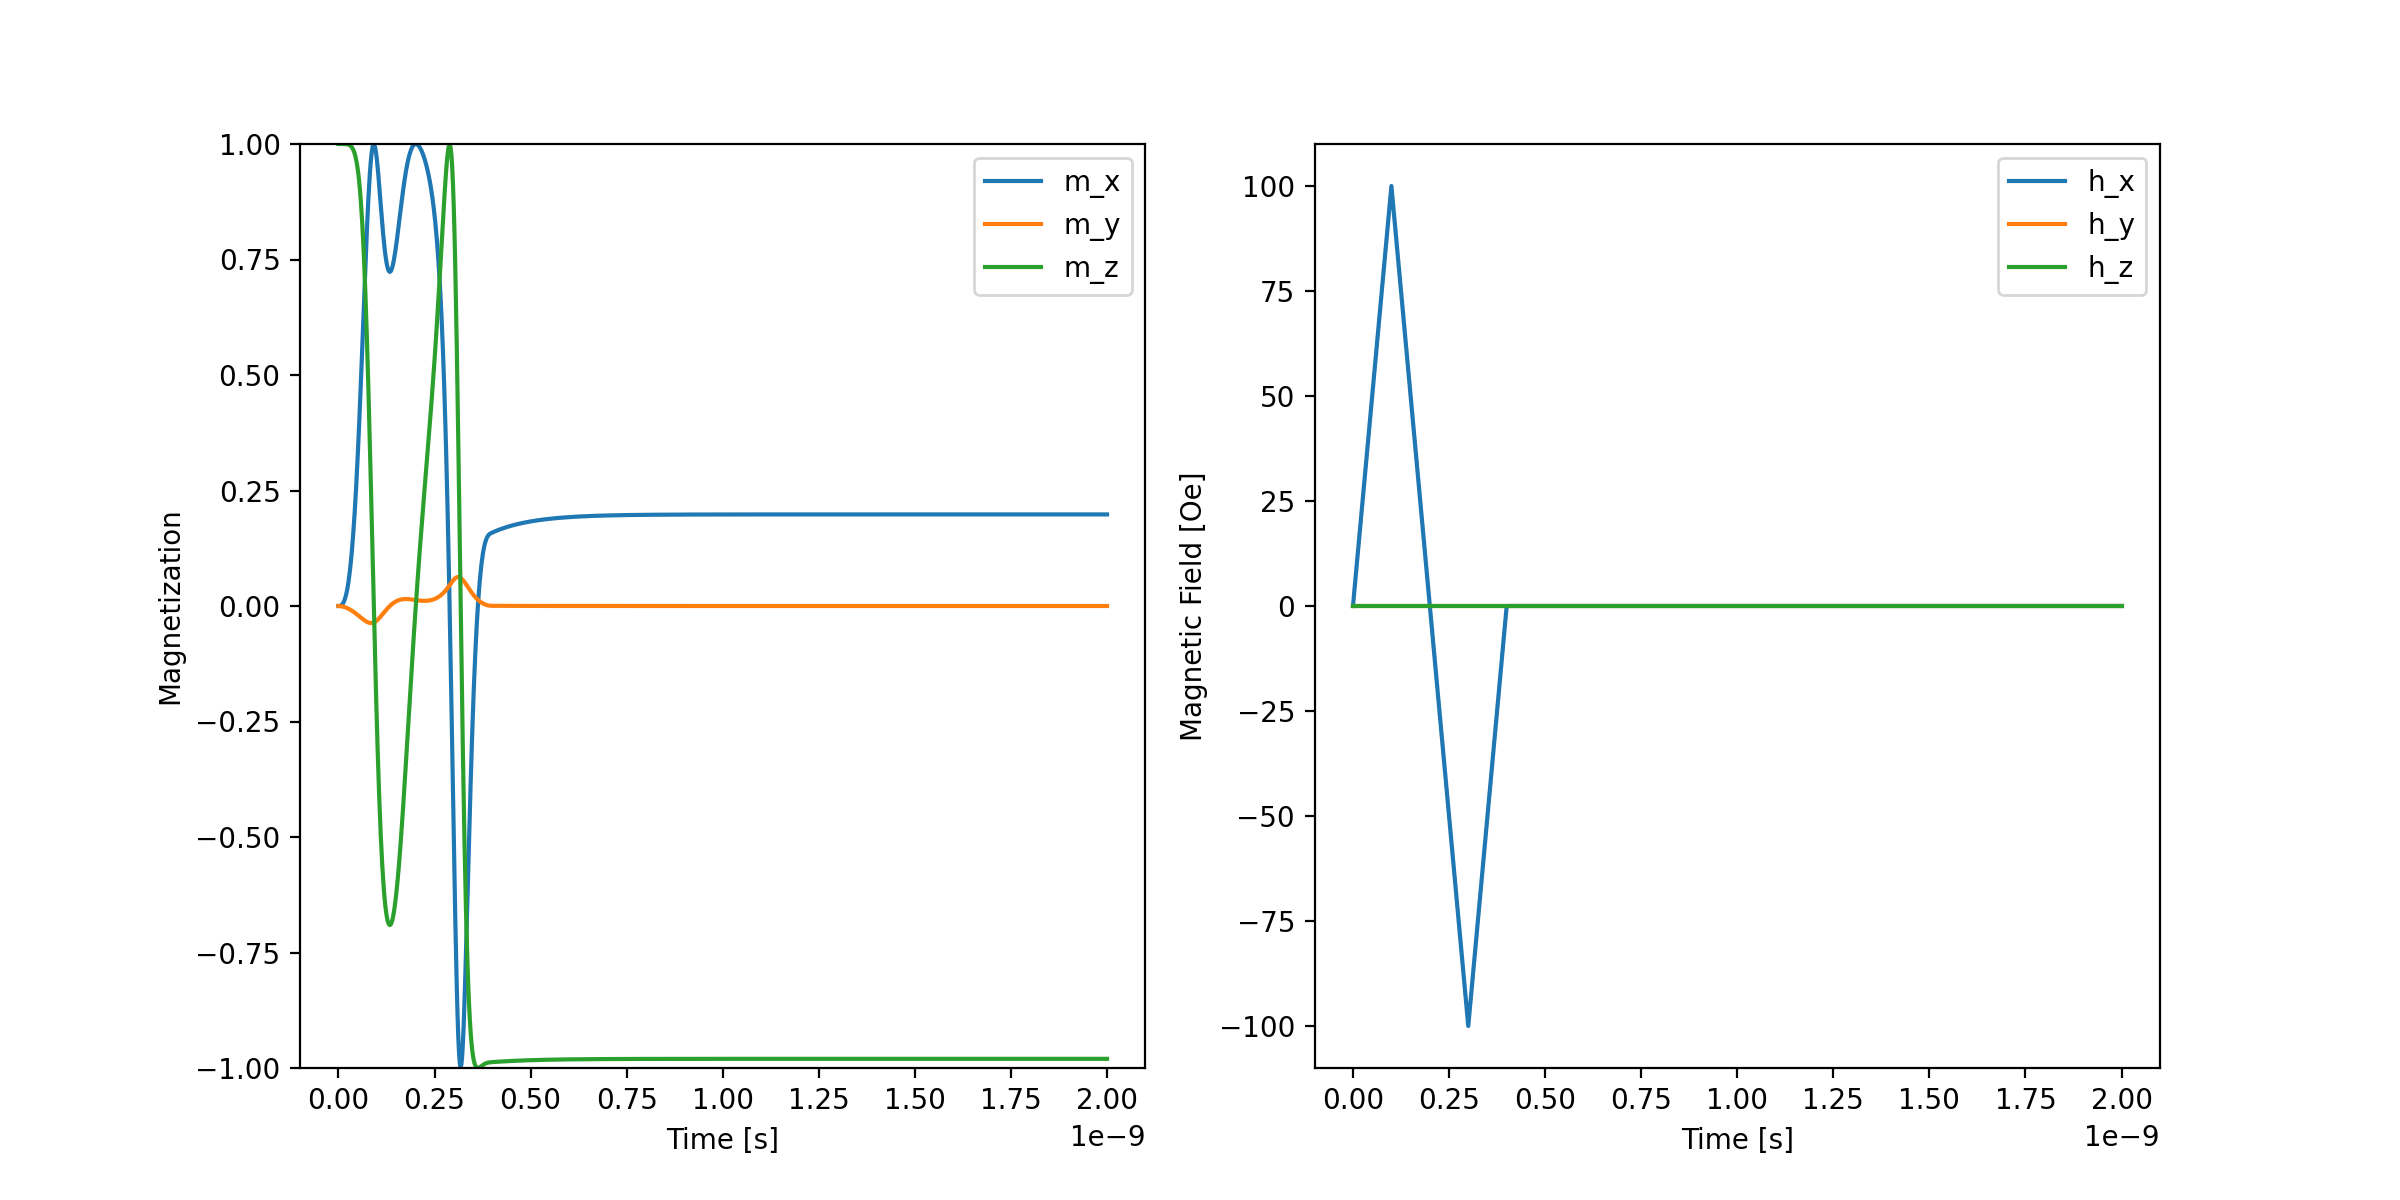 1.00
0.75
0.50
0.25
0.00
−0.25
−0.50
−0.75
−1.00
Magnetization
m_x
m_y
m_z
0.00 0.25 0.50 0.75 1.00 1.25 1.50 1.75 2.00
Time [s]
1e−9
100
75
50
25
0
−25
−50
−75
−100
Magnetic Field [Oe]
h_x
h_y
h_z
0.00 0.25 0.50 0.75 1.00 1.25 1.50 1.75 2.00
Time [s]
1e−9